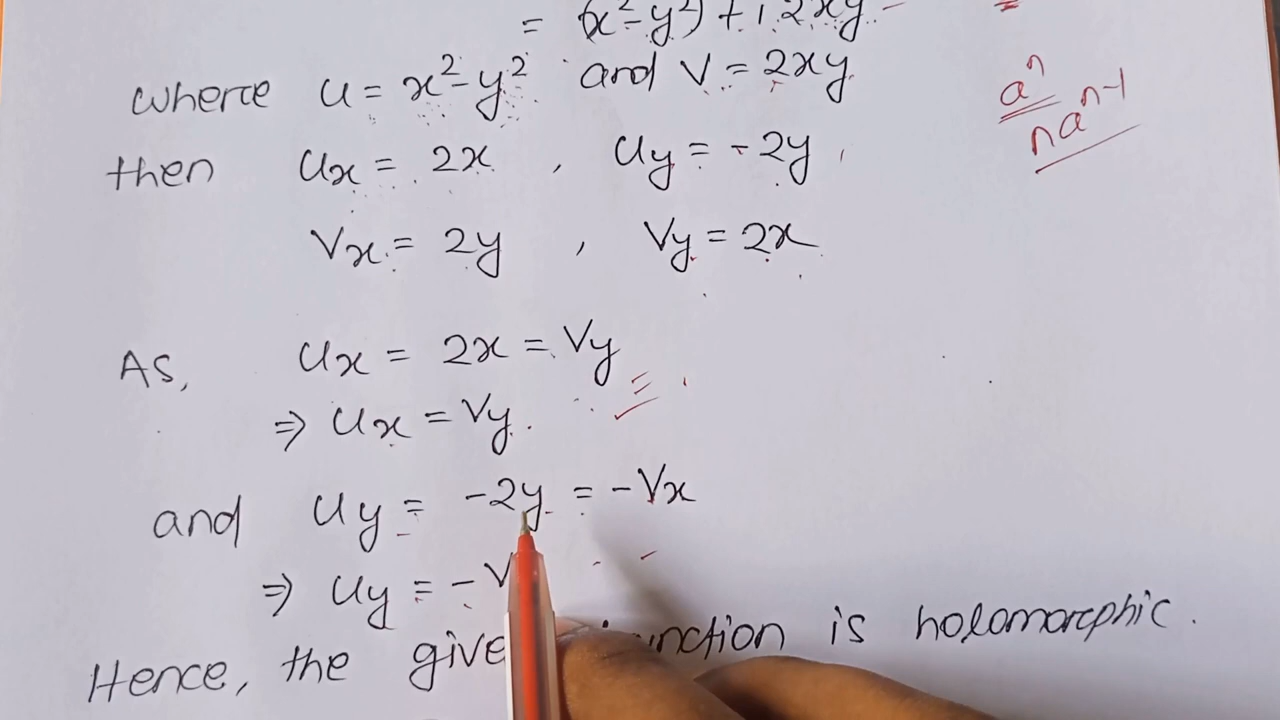 = (x² - y²) + i 2xy
where u = x² - y² and V = 2xy
aⁿ
naⁿ⁻¹
then Ux = 2x , Uy = -2y ,
Vx = 2y , Vy = 2x
As, Ux = 2x = Vy
⇒ Ux = Vy.
and Uy = -2y = -Vx
⇒ Uy = -V
Hence, the is holomorphic.